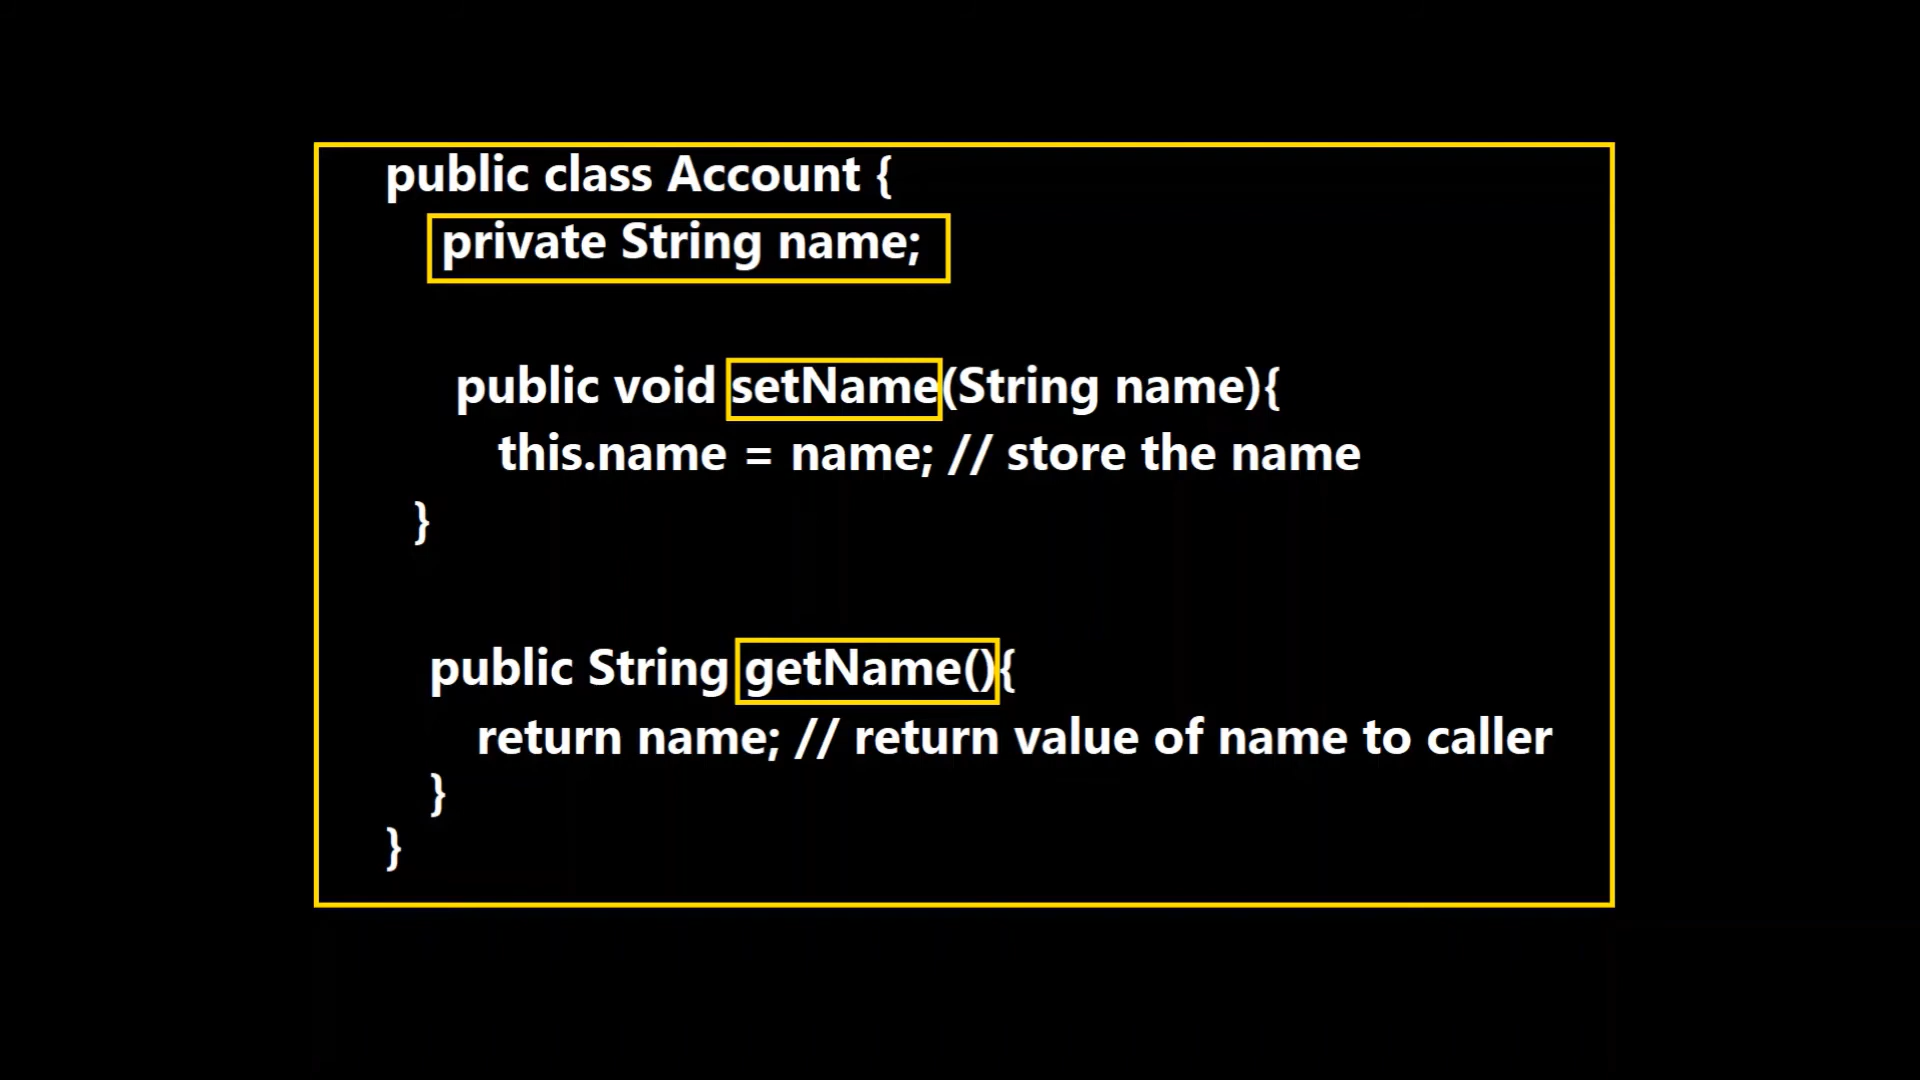 public class Account {
private String name;
public void setName(String name){
this.name = name; // store the name
}
public String getName(){
return name; // return value of name to caller
}
}